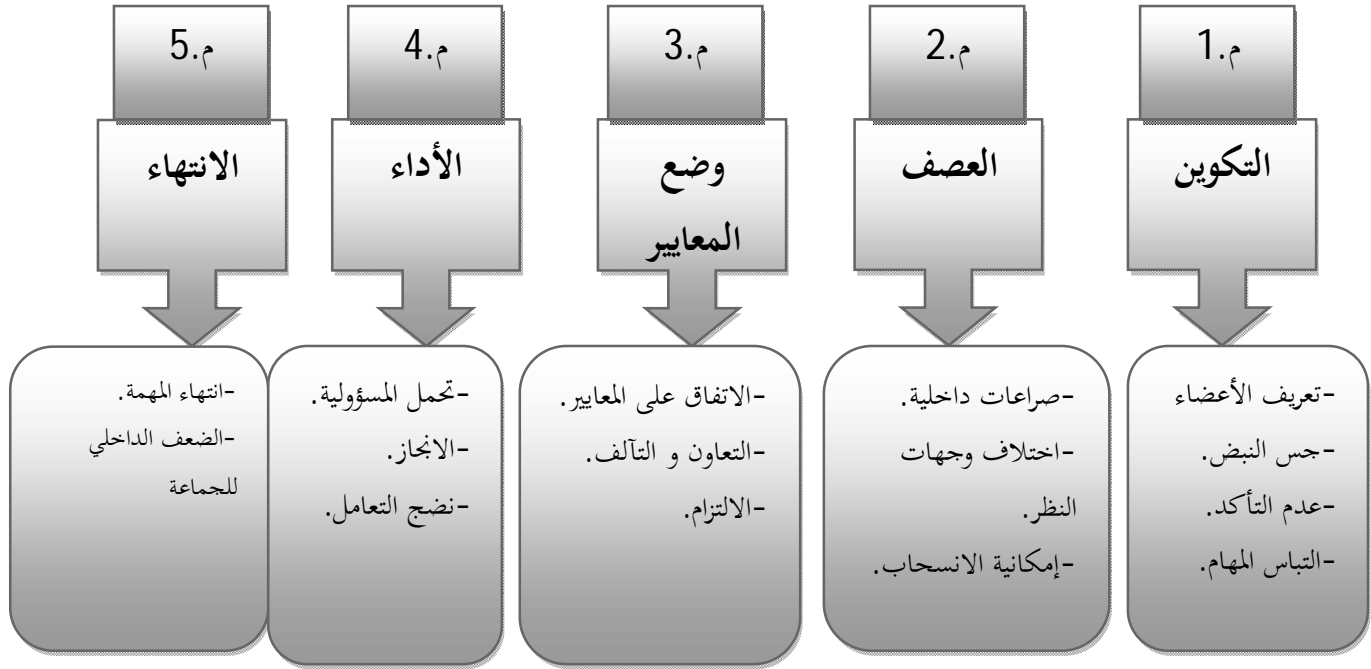 م.1
التكوين
-تعريف الأعضاء
-جس النبض.
-عدم التأكد.
-التباس المهام.
م.2
العصف
-صراعات داخلية.
-اختلاف وجهات
النظر.
-إمكانية الانسحاب.
م.3
وضع
المعايير
-الاتفاق على المعايير.
-التعاون و التآلف.
-الالتزام.
م.4
الأداء
-تحمل المسؤولية.
-الانجاز.
-نضج التعامل.
م.5
الانتهاء
-انتهاء المهمة.
-الضعف الداخلي
للجماعة